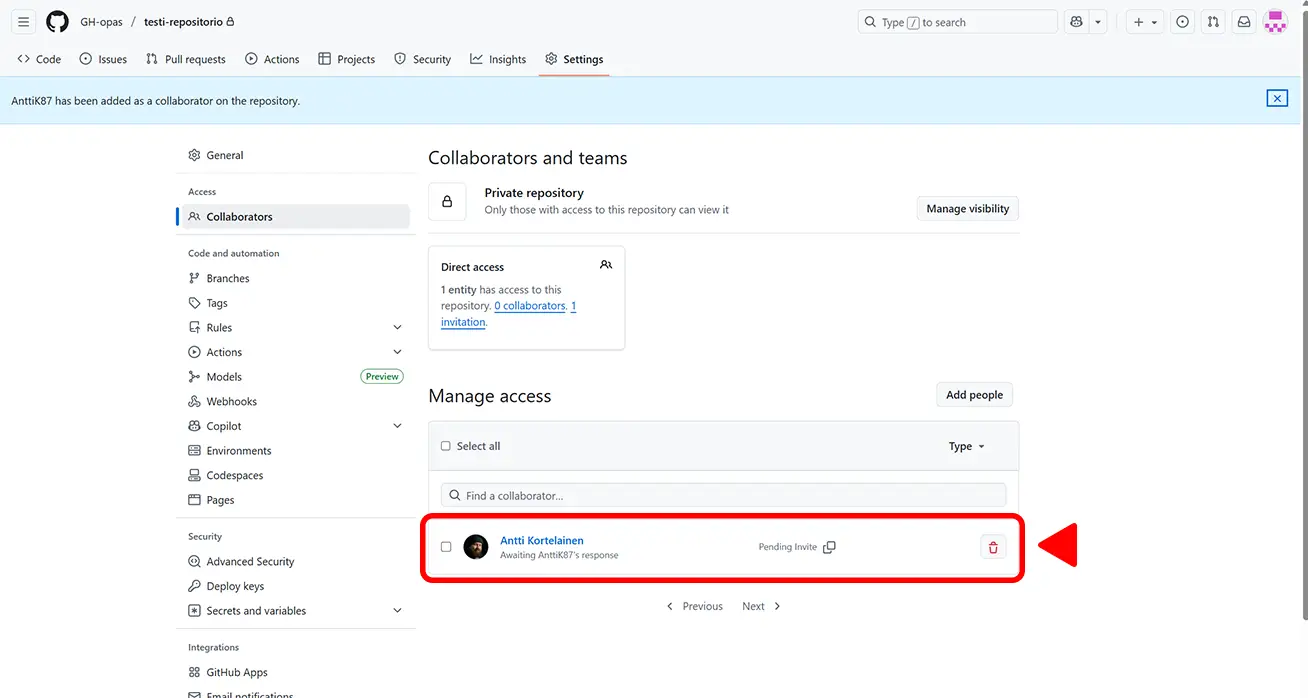 GH-opas / testi-repositorio
Type / to search
Code
Issues
Pull requests
Actions
Projects
Security
Insights
Settings
AnttiK87 has been added as a collaborator on the repository.
General
Access
Collaborators
Code and automation
Branches
Tags
Rules
Actions
Models
Preview
Webhooks
Copilot
Environments
Codespaces
Pages
Security
Advanced Security
Deploy keys
Secrets and variables
Integrations
GitHub Apps
Email notifications
Collaborators and teams
Private repository
Only those with access to this repository can view it
Manage visibility
Direct access
1 entity has access to this
repository. 0 collaborators. 1
invitation.
Manage access
Add people
Select all
Type
Find a collaborator...
Antti Kortelainen
Awaiting AnttiK87's response
Pending Invite
Previous
Next